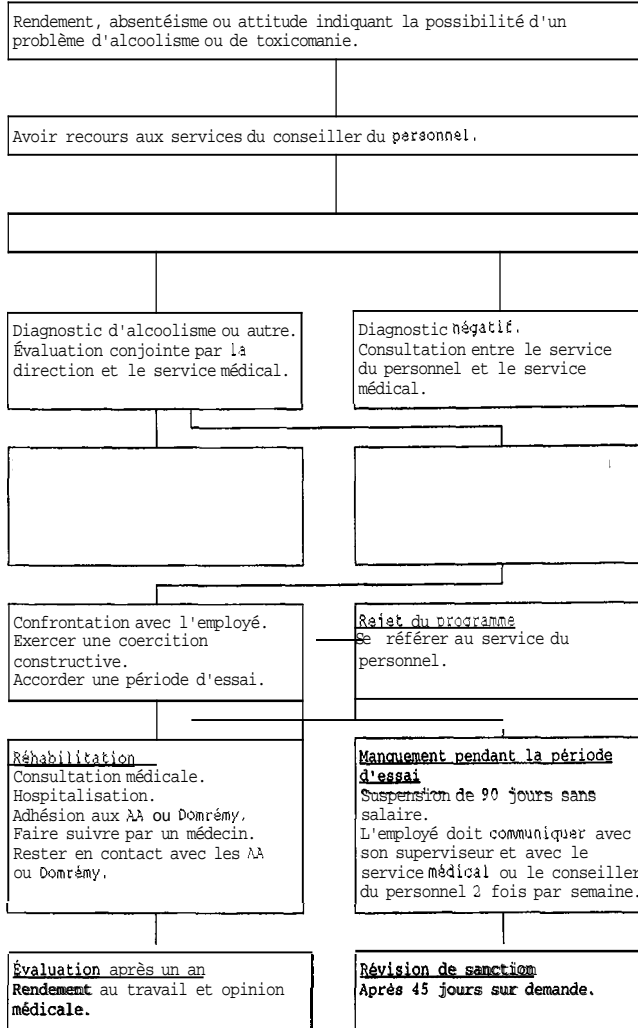 Rendement, absentéisme ou attitude indiquant la possibilité d'un
problème d'alcoolisme ou de toxicomanie.
Avoir recours aux services du conseiller du personnel.
Diagnostic d'alcoolisme ou autre.
Évaluation conjointe par la
direction et le service médical.
Diagnostic négatif.
Consultation entre le service
du personnel et le service
médical.
Confrontation avec l'employé.
Exercer une coercition
constructive.
Accorder une période d'essai.
Rejet du programme
Se référer au service du
personnel.
Réhabilitation
Consultation médicale.
Hospitalisation.
Adhésion aux AA ou Domrémy.
Faire suivre par un médecin.
Rester en contact avec les AA
ou Domrémy.
Manquement pendant la période
d'essai
Suspension de 90 jours sans
salaire.
L'employé doit communiquer avec
son superviseur et avec le
service médical ou le conseiller
du personnel 2 fois par semaine.
Évaluation après un an
Rendement au travail et opinion
médicale.
Révision de sanction
Après 45 jours sur demande.